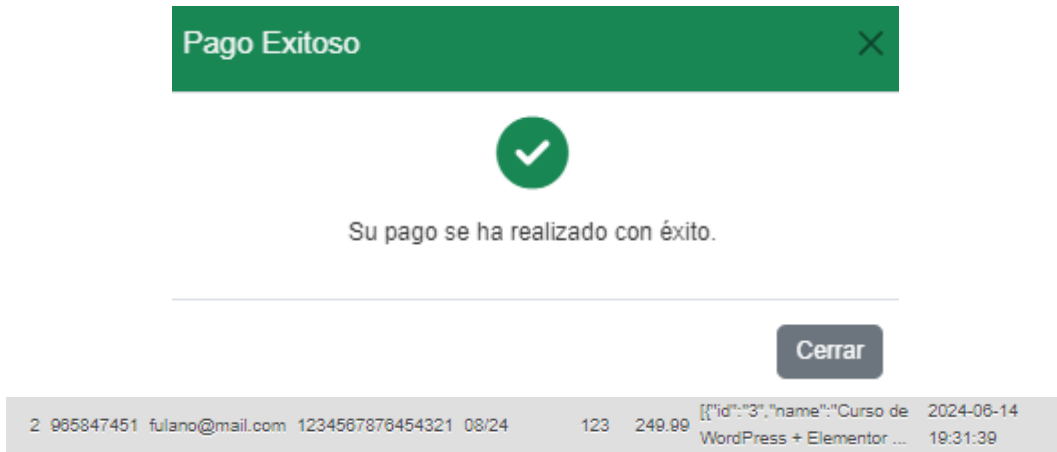 Pago Exitoso
Su pago se ha realizado con éxito.
Cerrar
2 965847451 fulano@mail.com 1234567876454321 08/24 123 249.99 [{"id":"3","name":"Curso de 2024-06-14
WordPress + Elementor ... 19:31:39